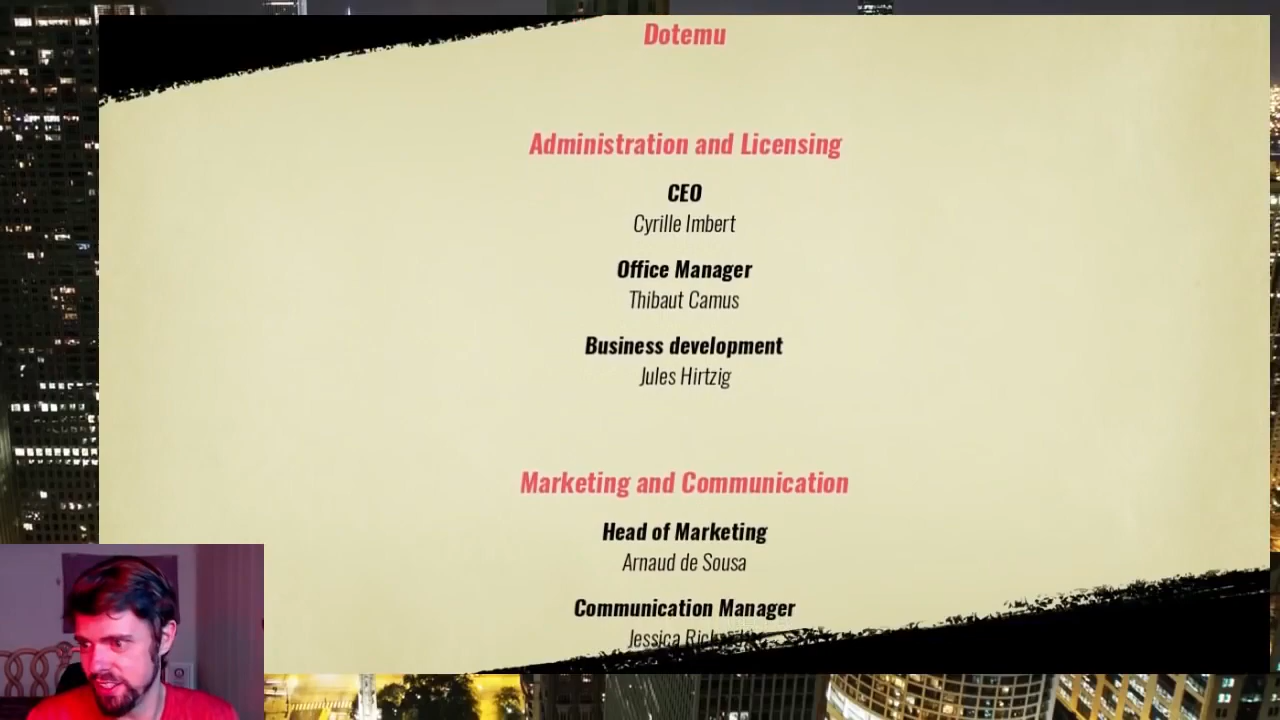 Dotemu
Administration and Licensing
CEO
Cyrille Imbert
Office Manager
Thibaut Camus
Business development
Jules Hirtzig
Marketing and Communication
Head of Marketing
Arnaud de Sousa
Communication Manager
Jessica